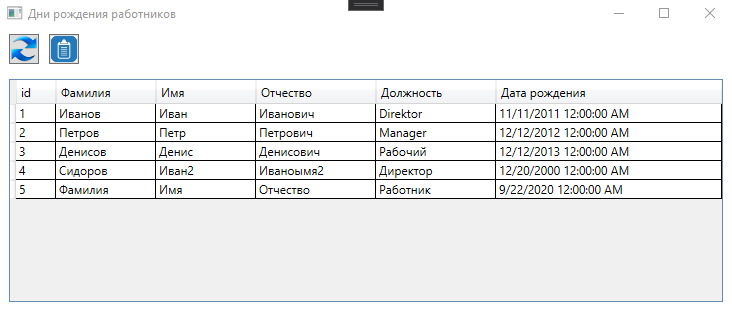 Дни рождения работников
id Фамилия Имя Отчество Должность Дата рождения
1 Иванов Иван Иванович Direktor 11/11/2011 12:00:00 AM
2 Петров Петр Петрович Manager 12/12/2012 12:00:00 AM
3 Денисов Денис Денисович Рабочий 12/12/2013 12:00:00 AM
4 Сидоров Иван2 Иваноымя2 Директор 12/20/2000 12:00:00 AM
5 Фамилия Имя Отчество Работник 9/22/2020 12:00:00 AM